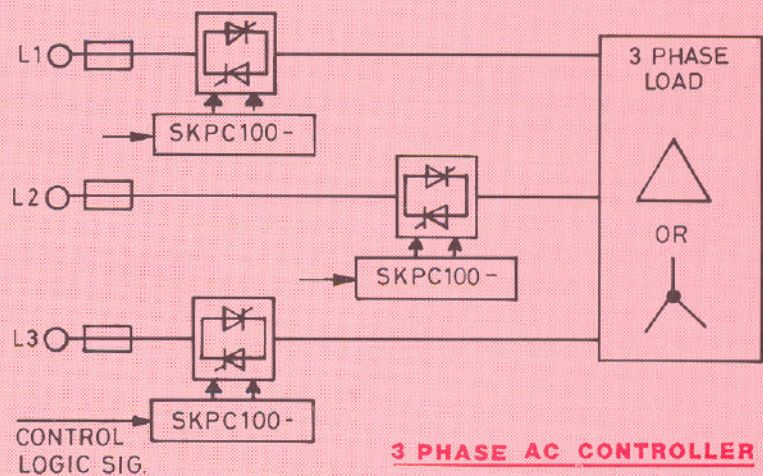 L1
SKPC100-
3 PHASE
LOAD
L2
SKPC100-
OR
L3
SKPC100-
CONTROL
LOGIC SIG.
3 PHASE AC CONTROLLER